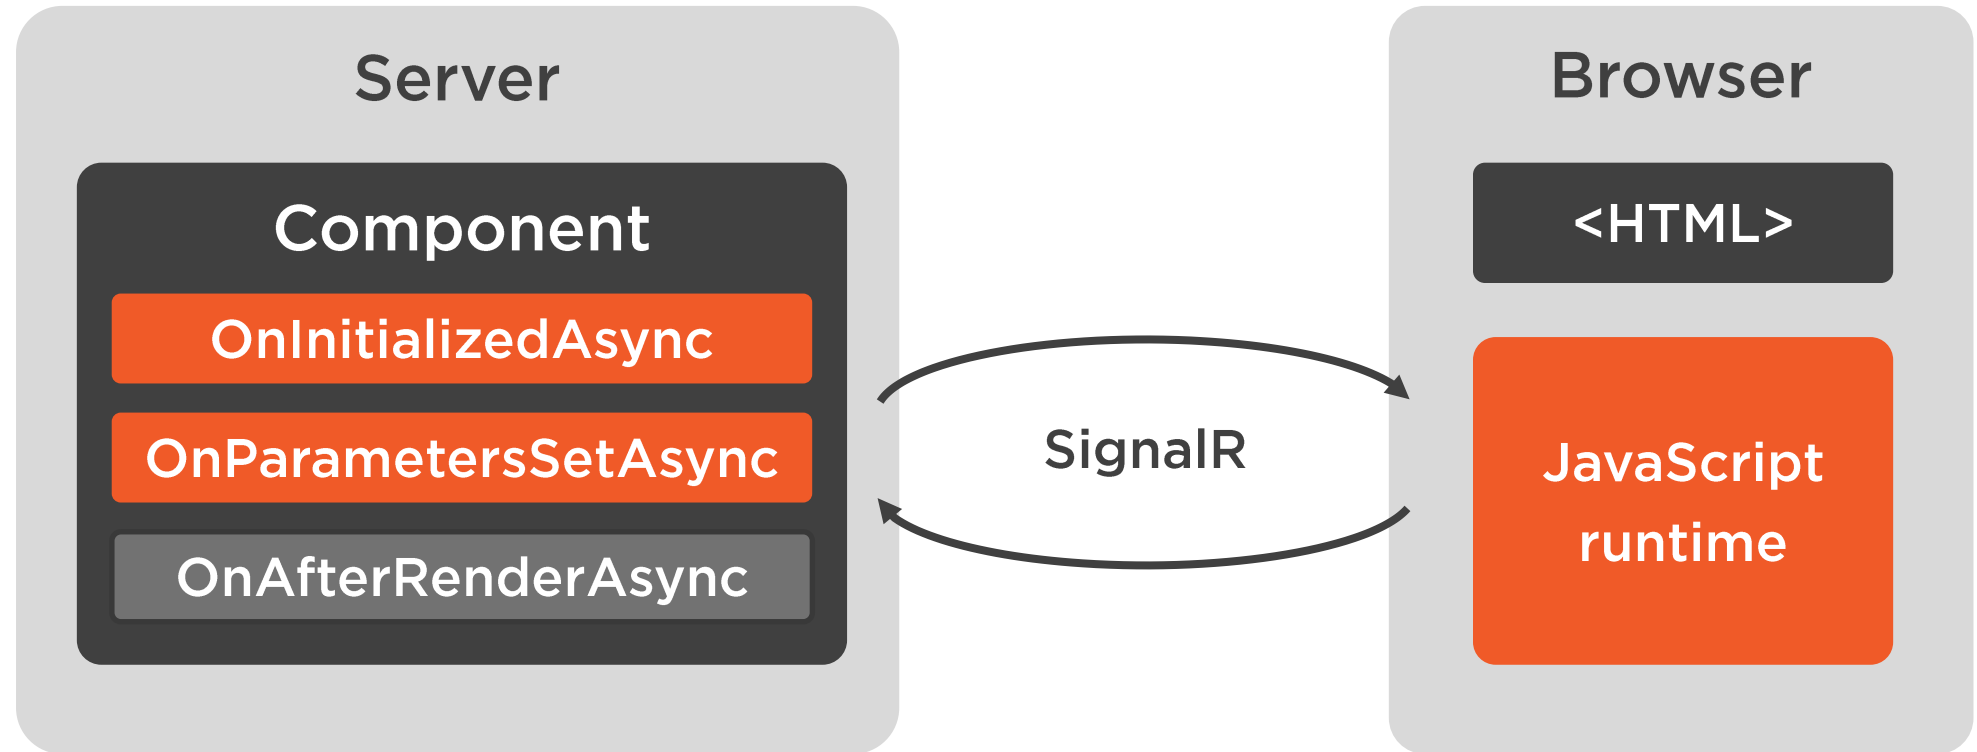 Server
Component
OnInitializedAsync
OnParametersSetAsync
OnAfterRenderAsync
SignalR
Browser
<HTML>
JavaScript
runtime